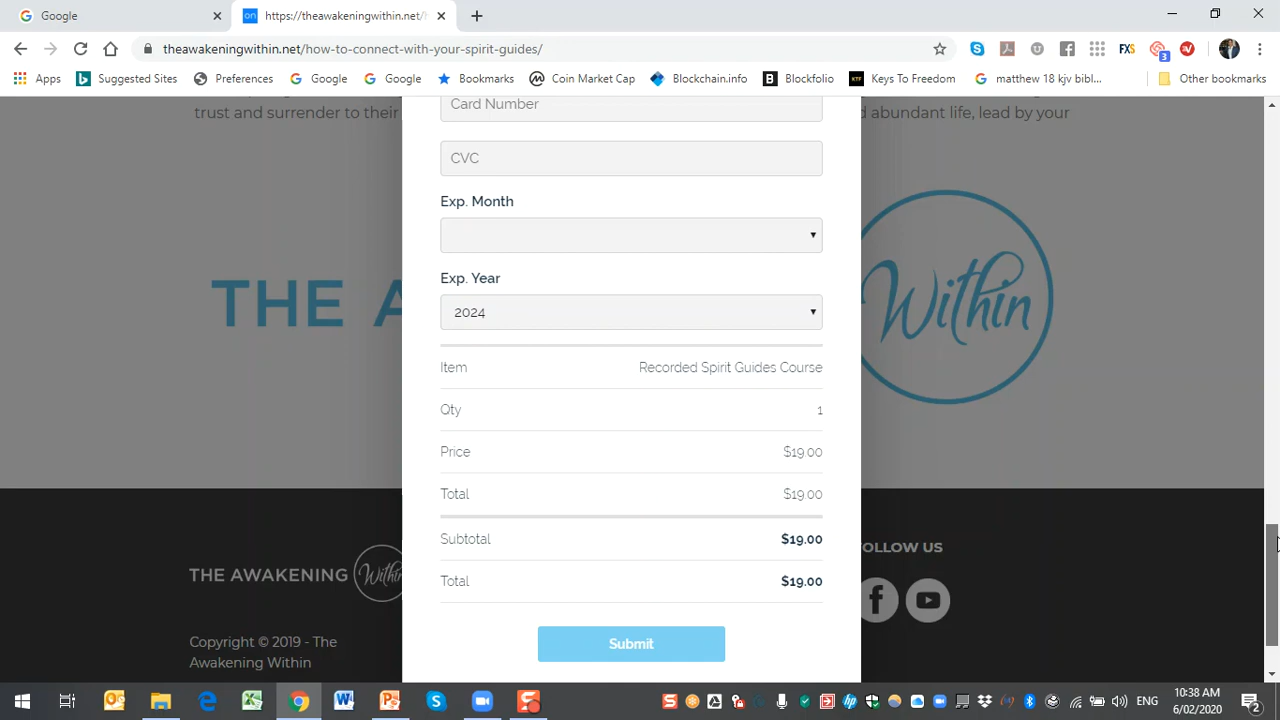 Google
https://theawakeningwithin.net/h
theawakeningwithin.net/how-to-connect-with-your-spirit-guides/
Apps
Suggested Sites
Preferences
Google
Google
Bookmarks
Coin Market Cap
Blockchain.info
Blockfolio
Keys To Freedom
matthew 18 kjv bibl...
Other bookmarks
trust and surrender to their
d abundant life, lead by your
Card Number
CVC
Exp. Month
Exp. Year
2024
THE A
Within
Item Recorded Spirit Guides Course
Qty 1
Price $19.00
Total $19.00
Subtotal $19.00
Total $19.00
Submit
THE AWAKENING With
OLLOW US
Copyright © 2019 - The
Awakening Within
ENG
10:38 AM
6/02/2020